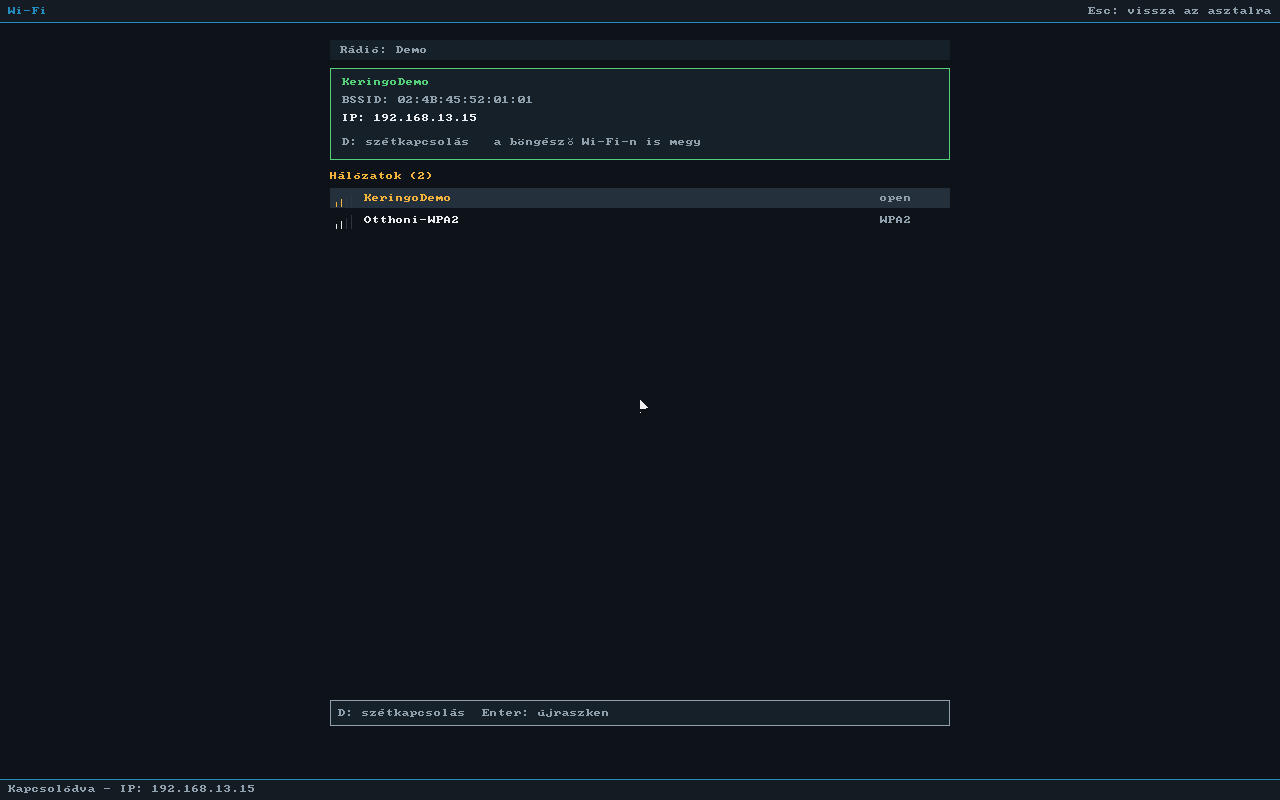 Wi-Fi
Esc: vissza az asztalra
Rádió: Demo
KeringoDemo
BSSID: 02:4B:45:52:01:01
IP: 192.168.13.15
D: szétkapcsolás a böngésző Wi-Fi-n is megy
Hálózatok (2)
KeringoDemo open
Otthoni-WPA2 WPA2
D: szétkapcsolás Enter: újraszken
Kapcsolódva - IP: 192.168.13.15